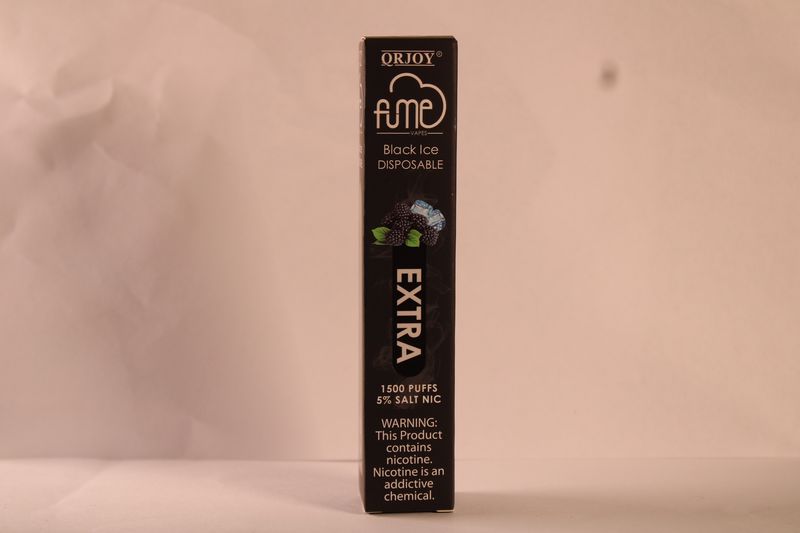 QRJOY®
fume
VAPES
Black Ice
DISPOSABLE
EXTRA
1500 PUFFS
5% SALT NIC
WARNING:
This Product
contains
nicotine.
Nicotine is an
addictive
chemical.